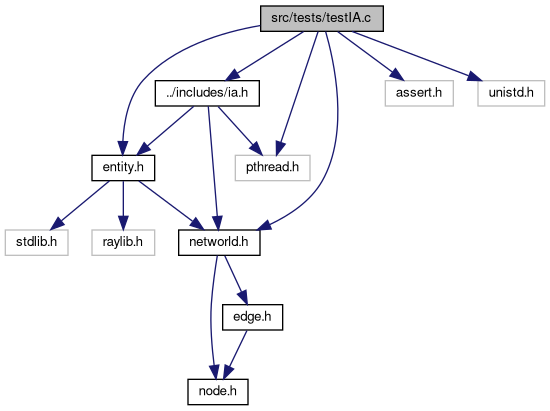 src/tests/testIA.c
../includes/ia.h
assert.h
unistd.h
entity.h
pthread.h
stdlib.h
raylib.h
networld.h
edge.h
node.h